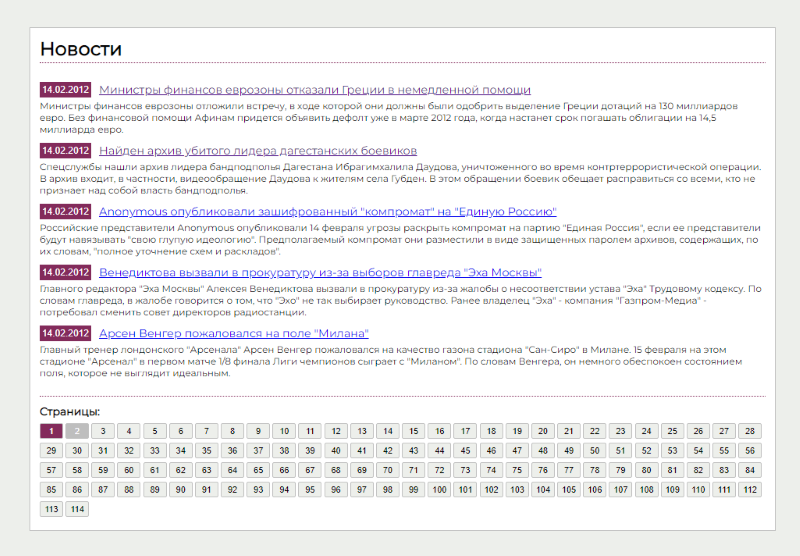 Новости
14.02.2012 Министры финансов еврозоны отказали Греции в немедленной помощи
Министры финансов еврозоны отложили встречу, в ходе которой они должны были одобрить выделение Греции дотаций на 130 миллиардов
евро. Без финансовой помощи Афинам придется объявить дефолт уже в марте 2012 года, когда настанет срок погашать облигации на 14,5
миллиарда евро.
14.02.2012 Найден архив убитого лидера дагестанских боевиков
Спецслужбы нашли архив лидера бандподполья Дагестана Ибрагимхалила Даудова, уничтоженного во время контртеррористической операции.
В архив входит, в частности, видеообращение Даудова к жителям села Губден. В этом обращении боевик обещает расправиться со всеми, кто не
признает над собой власть бандподполья.
14.02.2012 Anonymous опубликовали зашифрованный "компромат" на "Единую Россию"
Российские представители Anonymous опубликовали 14 февраля угрозы раскрыть компромат на партию "Единая Россия", если ее представители
будут навязывать "свою глупую идеологию". Предполагаемый компромат они разместили в виде защищенных паролем архивов, содержащих, по
их словам, "полное уточнение схем и раскладов".
14.02.2012 Венедиктова вызвали в прокуратуру из-за выборов главреда "Эха Москвы"
Главного редактора "Эха Москвы" Алексея Венедиктова вызвали в прокуратуру из-за жалобы о несоответствии устава "Эха" Трудовому кодексу. По
словам главреда, в жалобе говорится о том, что "Эхо" не так выбирает руководство. Ранее владелец "Эха" - компания "Газпром-Медиа" -
потребовал сменить совет директоров радиостанции.
14.02.2012 Арсен Венгер пожаловался на поле "Милана"
Главный тренер лондонского "Арсенала" Арсен Венгер пожаловался на качество газона стадиона "Сан-Сиро" в Милане. 15 февраля на этом
стадионе "Арсенал" в первом матче 1/8 финала Лиги чемпионов сыграет с "Миланом". По словам Венгера, он немного обеспокоен состоянием
поля, которое не выглядит идеальным.
Страницы:
1 2 3 4 5 6 7 8 9 10 11 12 13 14 15 16 17 18 19 20 21 22 23 24 25 26 27 28
29 30 31 32 33 34 35 36 37 38 39 40 41 42 43 44 45 46 47 48 49 50 51 52 53 54 55 56
57 58 59 60 61 62 63 64 65 66 67 68 69 70 71 72 73 74 75 76 77 78 79 80 81 82 83 84
85 86 87 88 89 90 91 92 93 94 95 96 97 98 99 100 101 102 103 104 105 106 107 108 109 110 111 112
113 114